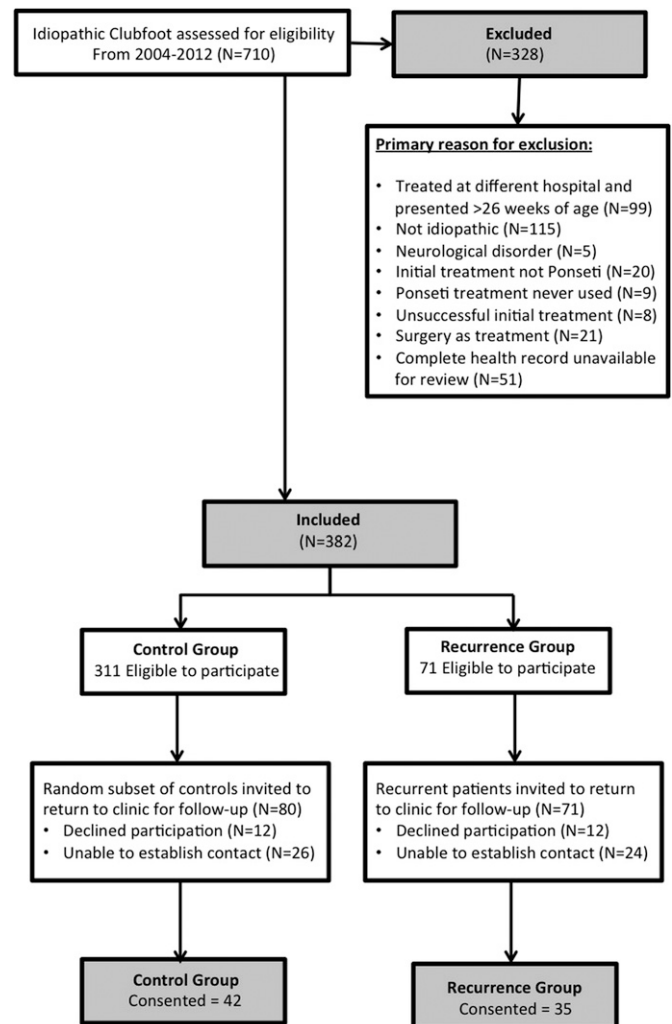 Idiopathic Clubfoot assessed for eligibility
From 2004-2012 (N=710)
Excluded
(N=328)
Primary reason for exclusion:
• Treated at different hospital and
presented >26 weeks of age (N=99)
• Not idiopathic (N=115)
• Neurological disorder (N=5)
• Initial treatment not Ponseti (N=20)
• Ponseti treatment never used (N=9)
• Unsuccessful initial treatment (N=8)
• Surgery as treatment (N=21)
• Complete health record unavailable
for review (N=51)
Included
(N=382)
Control Group
311 Eligible to participate
Recurrence Group
71 Eligible to participate
Random subset of controls invited to
return to clinic for follow-up (N=80)
• Declined participation (N=12)
• Unable to establish contact (N=26)
Recurrent patients invited to return
to clinic for follow-up (N=71)
• Declined participation (N=12)
• Unable to establish contact (N=24)
Control Group
Consented = 42
Recurrence Group
Consented = 35